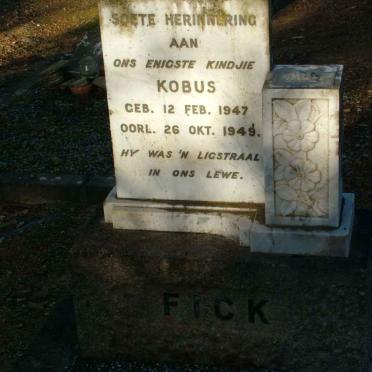 SOETE HERINNERING
AAN
ONS ENIGSTE KINDJIE
KOBUS
GEB. 12 FEB. 1947
OORL. 26 OKT. 1949.
HY WAS 'N LIGSTRAAL
IN ONS LEWE.
FICK